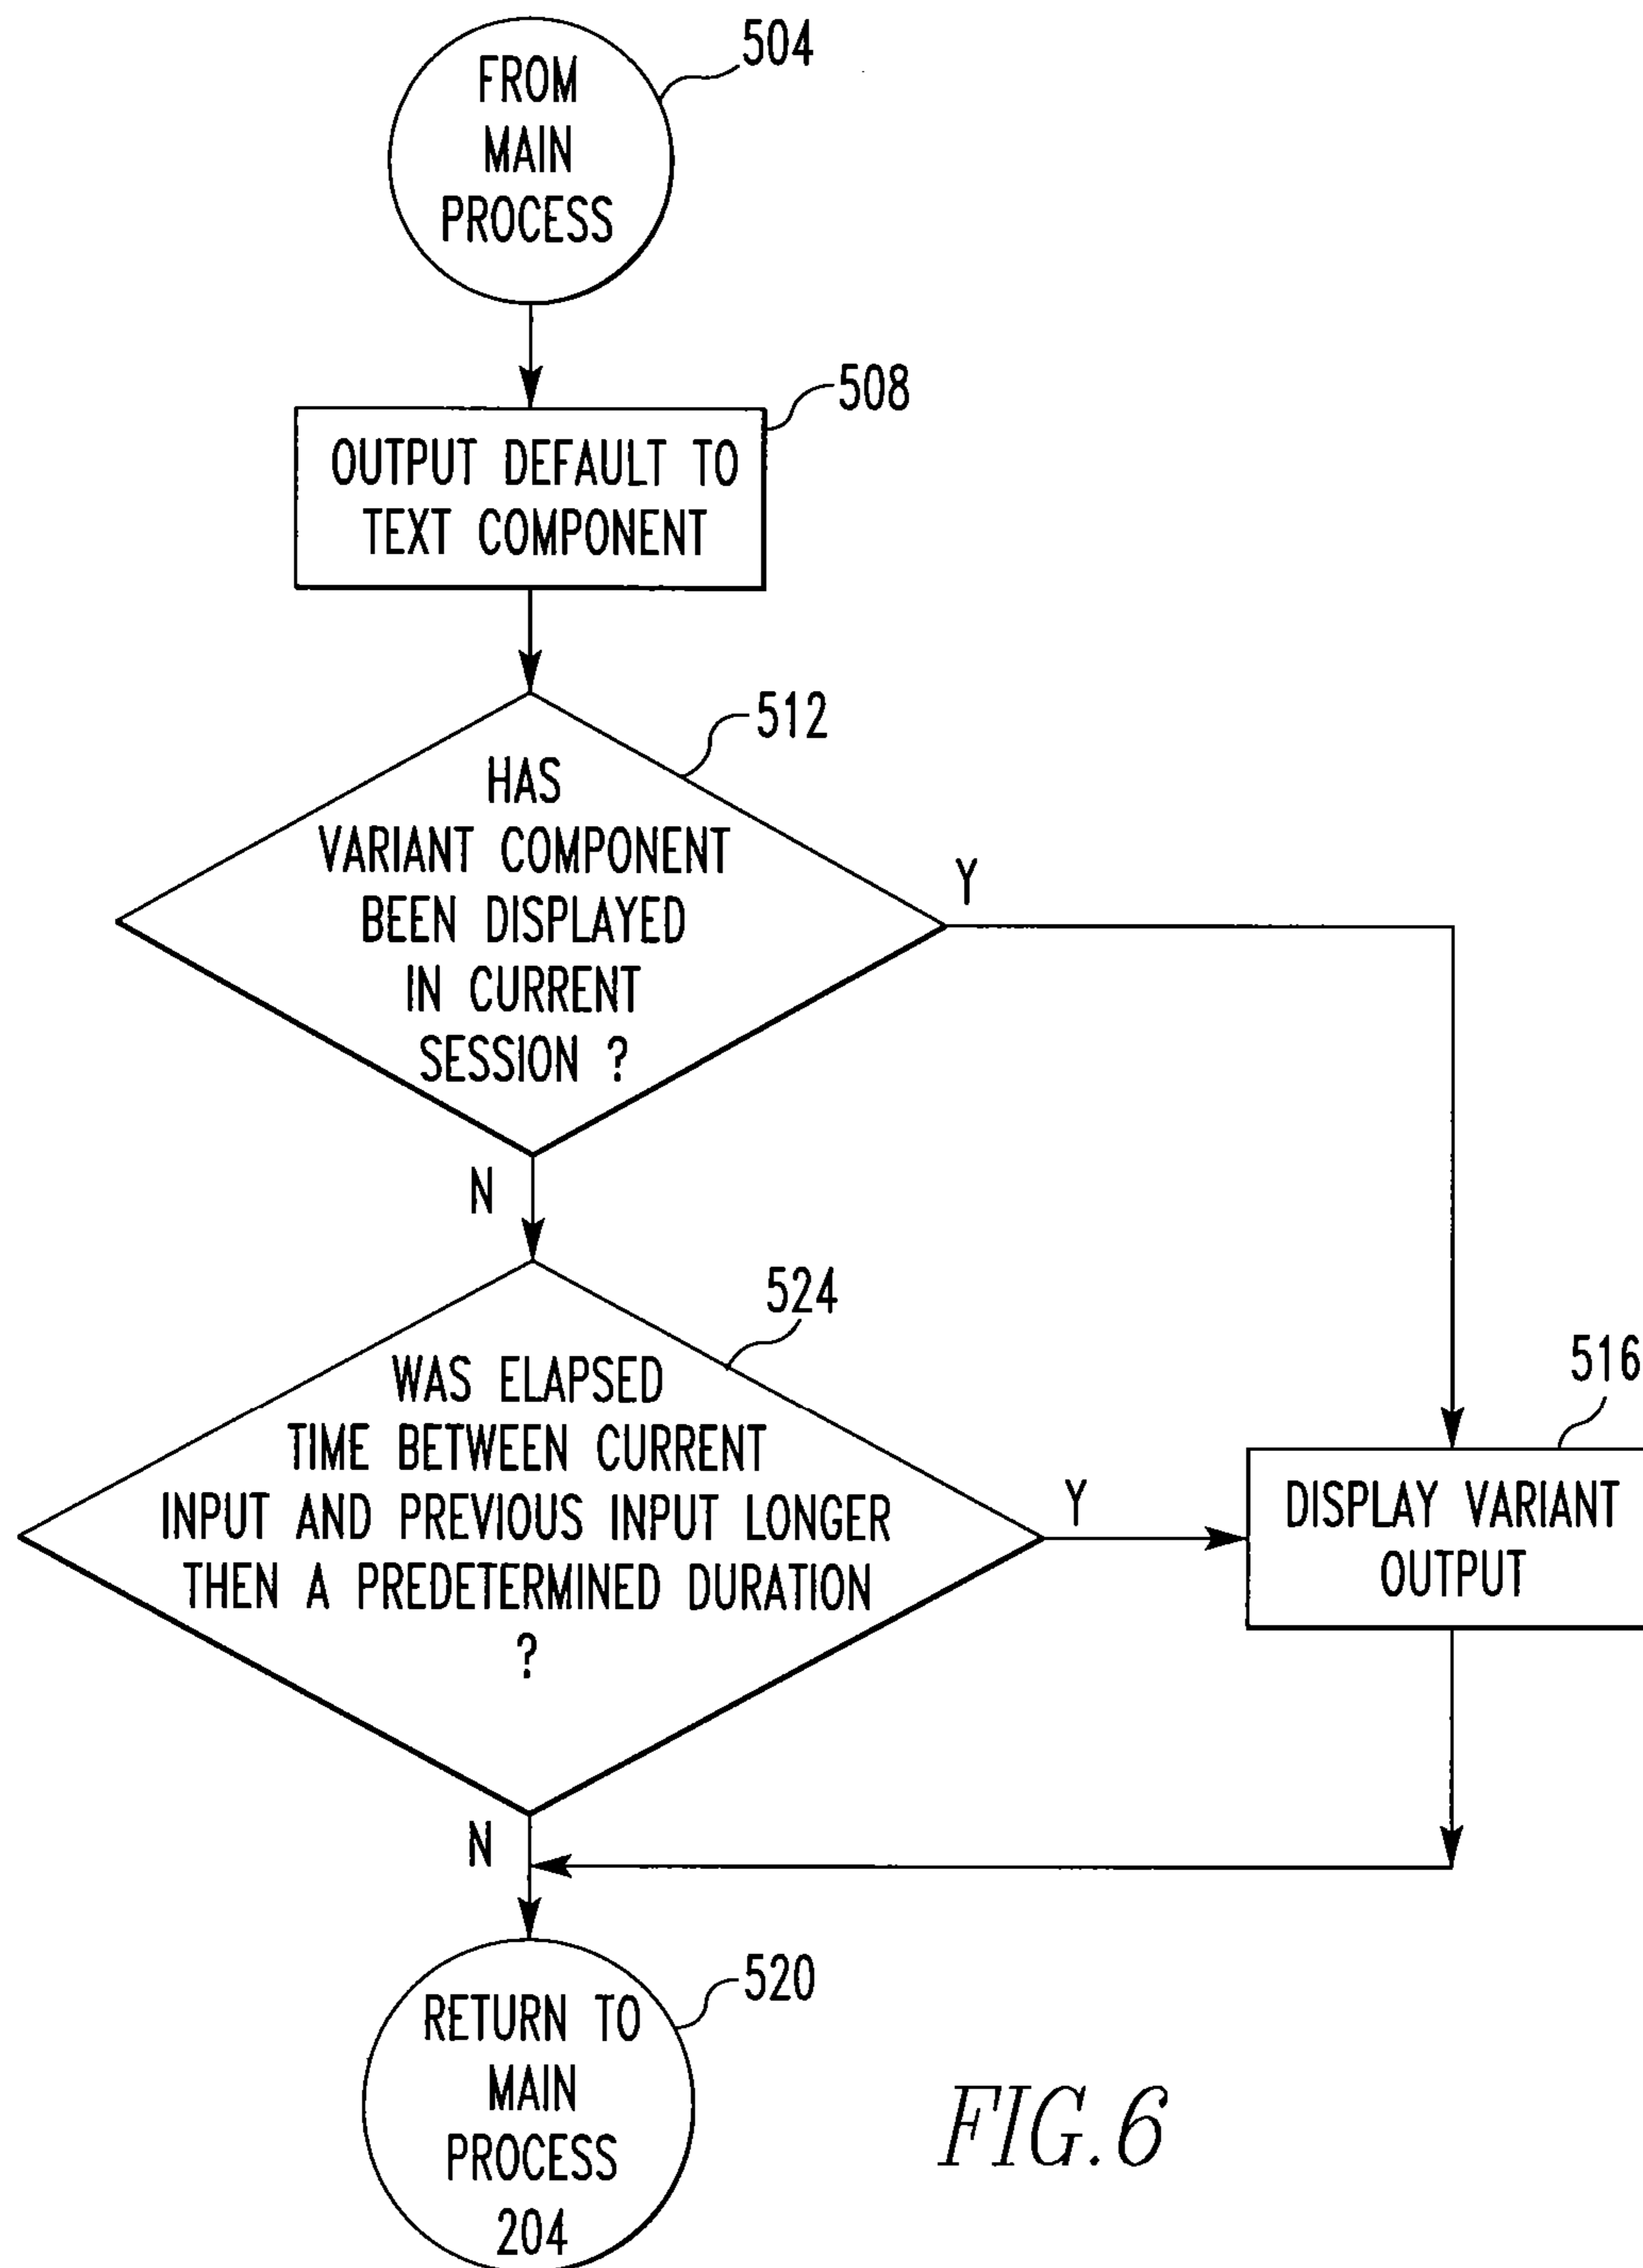 504
FROM
MAIN
PROCESS
508
OUTPUT DEFAULT TO
TEXT COMPONENT
512
HAS
VARIANT COMPONENT
BEEN DISPLAYED
IN CURRENT
SESSION ?
Y
N
524
WAS ELAPSED
TIME BETWEEN CURRENT
INPUT AND PREVIOUS INPUT LONGER
THEN A PREDETERMINED DURATION
?
Y
516
DISPLAY VARIANT
OUTPUT
N
520
RETURN TO
MAIN
PROCESS
204
FIG.6